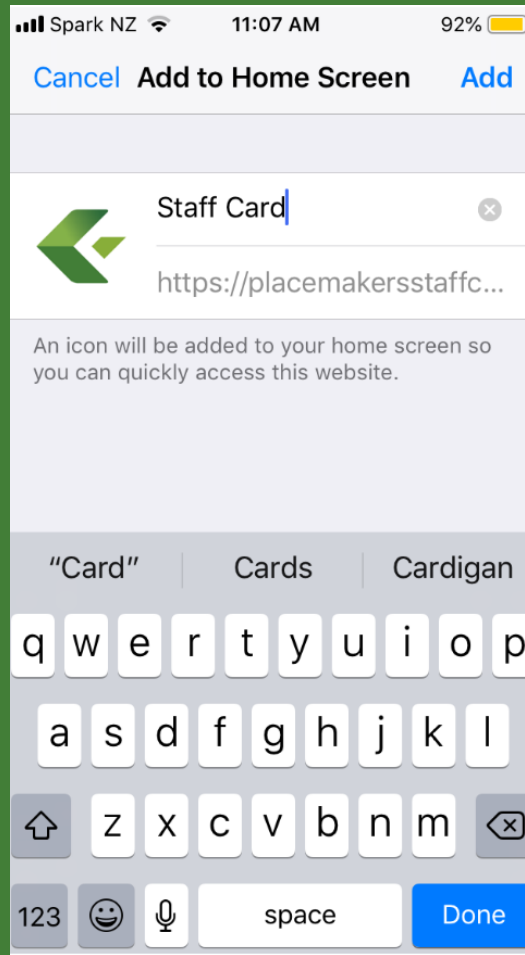 Spark NZ 11:07 AM 92%
Cancel Add to Home Screen Add
Staff Card
https://placemakersstaffc...
An icon will be added to your home screen so
you can quickly access this website.
“Card” Cards Cardigan
q w e r t y u i o p
a s d f g h j k l
z x c v b n m
123 space Done